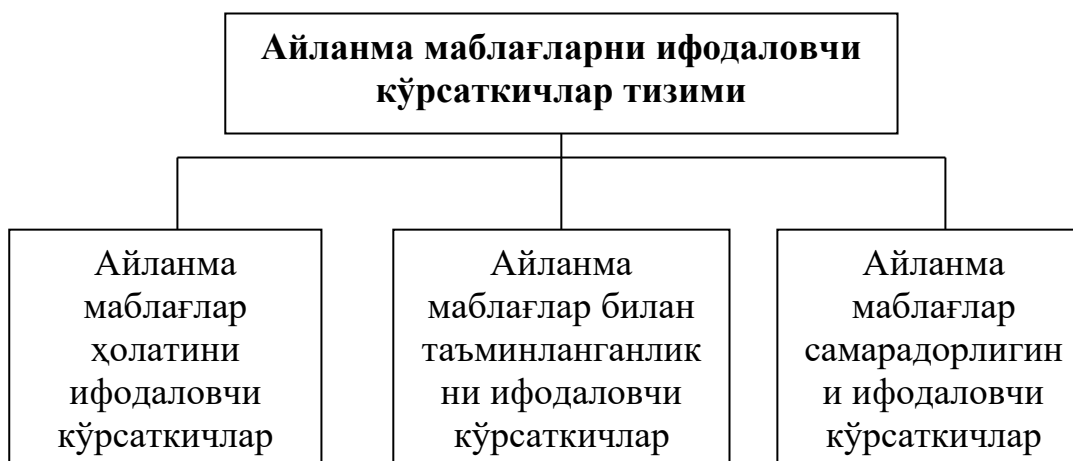 Айланма маблағларни ифодаловчи
кўрсаткичлар тизими
Айланма
маблағлар
ҳолатини
ифодаловчи
кўрсаткичлар
Айланма
маблағлар билан
таъминланганлик
ни ифодаловчи
кўрсаткичлар
Айланма
маблағлар
самарадорлигин
и ифодаловчи
кўрсаткичлар